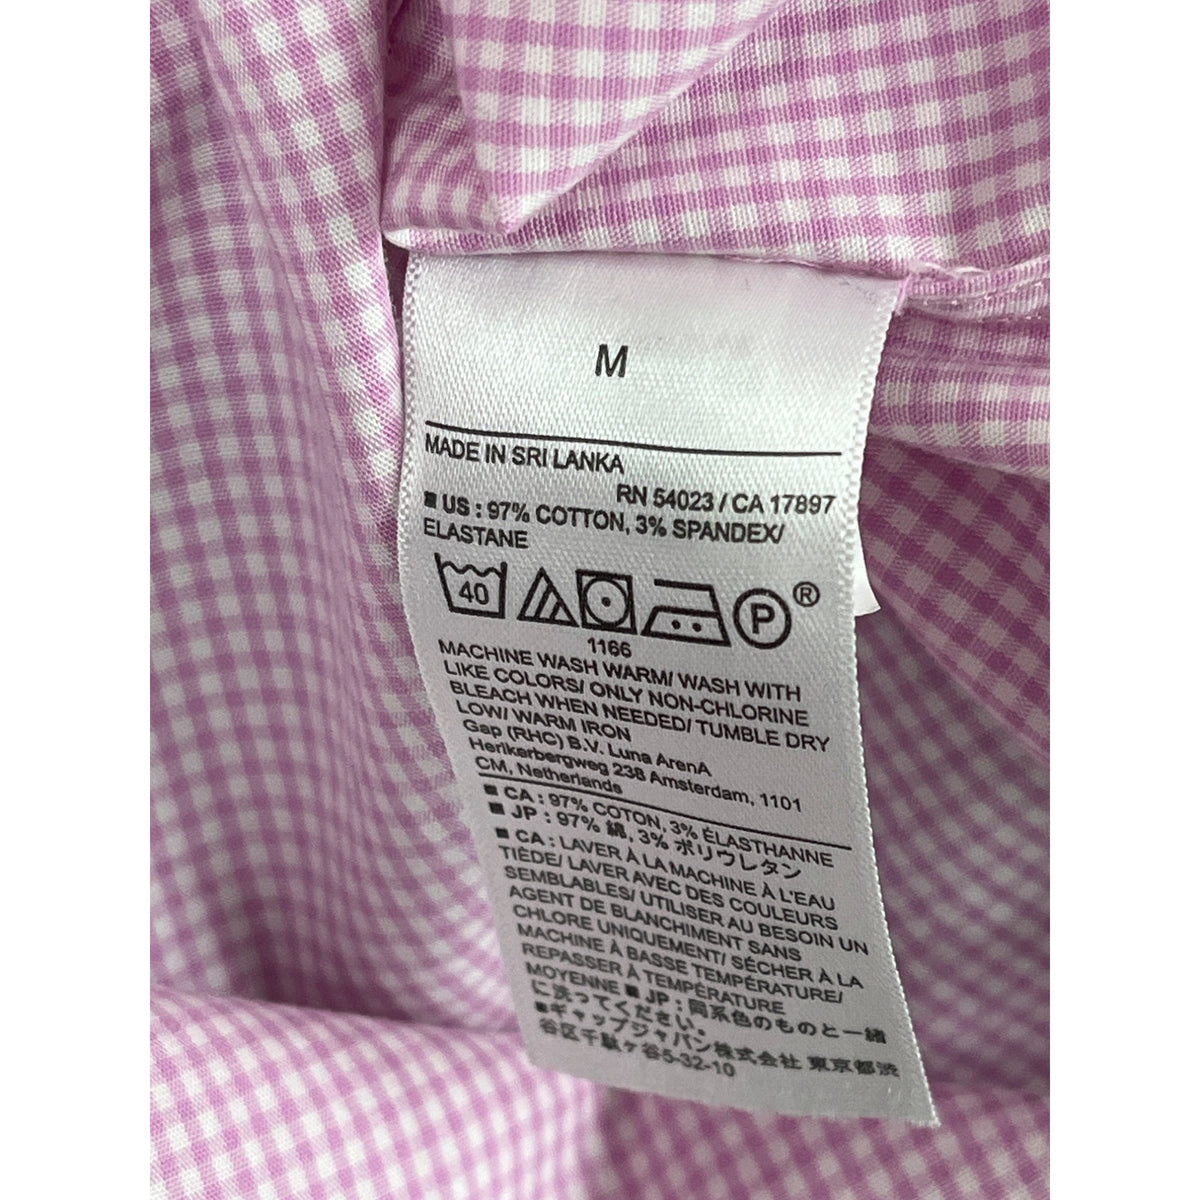 M
MADE IN SRI LANKA
RN 54023 / CA 17897
■ US : 97% COTTON, 3% SPANDEX/
ELASTANE
40 P ®
1166
MACHINE WASH WARM/ WASH WITH
LIKE COLORS/ ONLY NON-CHLORINE
BLEACH WHEN NEEDED/ TUMBLE DRY
LOW/ WARM IRON
Gap (RHC) B.V. Luna ArenA
Herikerbergweg 238 Amsterdam, 1101
CM, Netherlands
■ CA : 97% COTON, 3% ÉLASTHANNE
■ JP : 97% 綿, 3% ポリウレタン
■ CA : LAVER À LA MACHINE À L'EAU
TIÈDE/ LAVER AVEC DES COULEURS
SEMBLABLES/ UTILISER AU BESOIN UN
AGENT DE BLANCHIMENT SANS
CHLORE UNIQUEMENT/ SÉCHER À LA
MACHINE À BASSE TEMPÉRATURE/
REPASSER À TEMPÉRATURE
MOYENNE ■ JP : 同系色のものと一緒
に洗ってください。
■ギャップジャパン株式会社 東京都渋
谷区千駄ヶ谷5-32-10